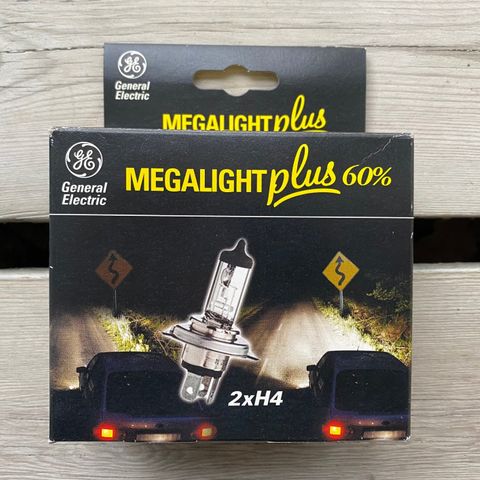 GE
General
Electric
MEGALIGHT plus
GE
General
Electric
MEGALIGHT plus 60%
2xH4